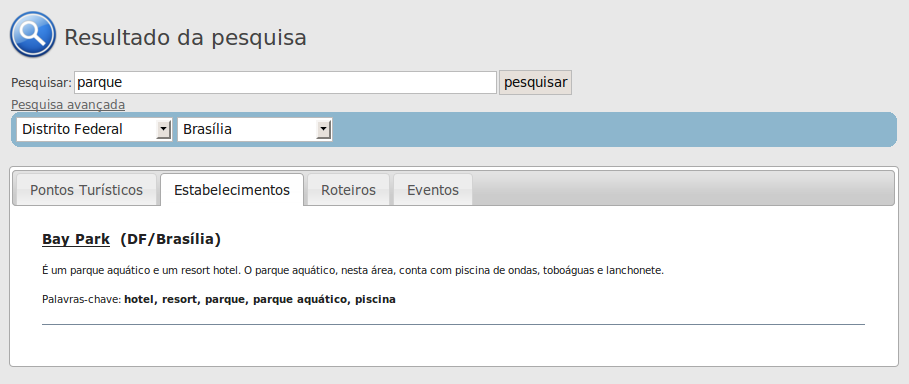 Resultado da pesquisa
Pesquisar: parque pesquisar
Pesquisa avançada
Distrito Federal Brasília
Pontos Turísticos Estabelecimentos Roteiros Eventos
Bay Park (DF/Brasília)
É um parque aquático e um resort hotel. O parque aquático, nesta área, conta com piscina de ondas, toboáguas e lanchonete.
Palavras-chave: hotel, resort, parque, parque aquático, piscina